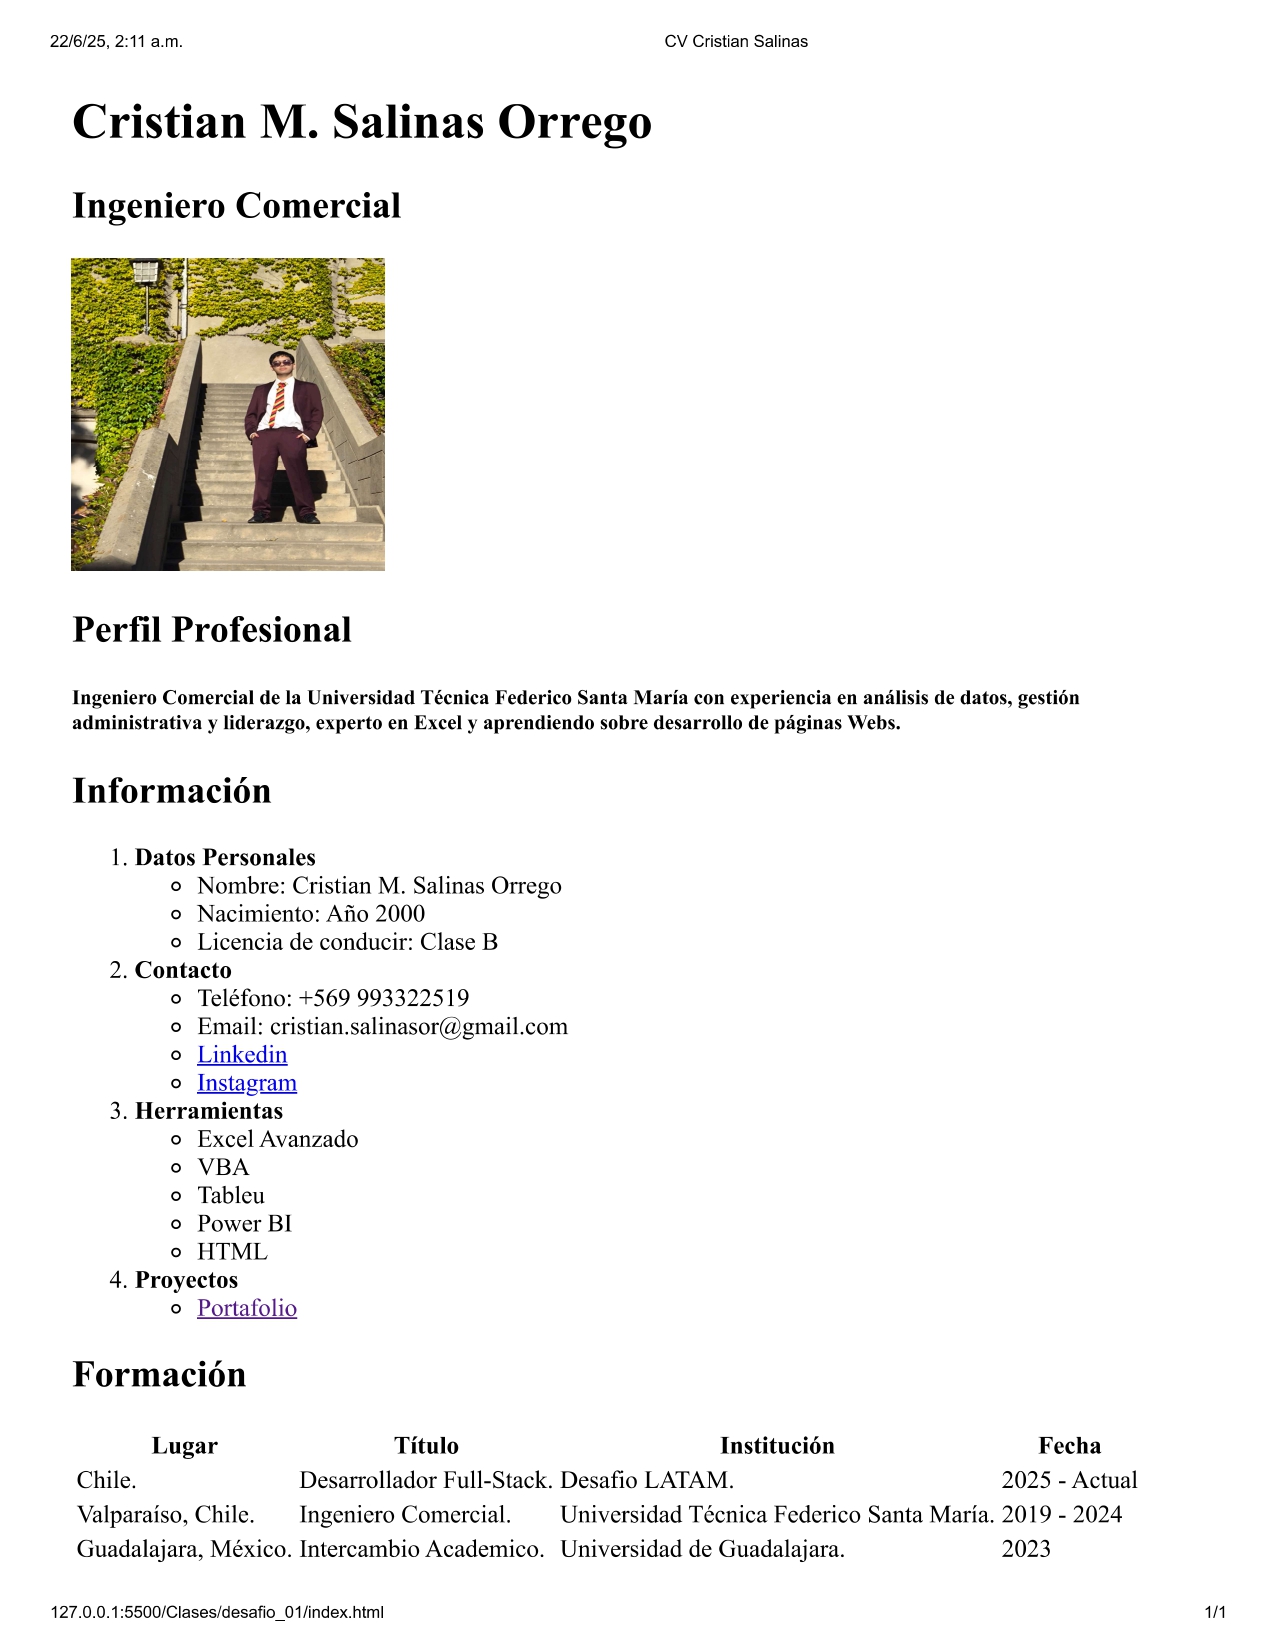 22/6/25, 2:11 a.m. CV Cristian Salinas
Cristian M. Salinas Orrego
Ingeniero Comercial
Perfil Profesional
Ingeniero Comercial de la Universidad Técnica Federico Santa María con experiencia en análisis de datos, gestión
administrativa y liderazgo, experto en Excel y aprendiendo sobre desarrollo de páginas Webs.
Información
1. Datos Personales
Nombre: Cristian M. Salinas Orrego
Nacimiento: Año 2000
Licencia de conducir: Clase B
2. Contacto
Teléfono: +569 993322519
Email: cristian.salinasor@gmail.com
Linkedin
Instagram
3. Herramientas
Excel Avanzado
VBA
Tableu
Power BI
HTML
4. Proyectos
Portafolio
Formación
Lugar Título Institución Fecha
Chile. Desarrollador Full-Stack. Desafio LATAM. 2025 - Actual
Valparaíso, Chile. Ingeniero Comercial. Universidad Técnica Federico Santa María. 2019 - 2024
Guadalajara, México. Intercambio Academico. Universidad de Guadalajara. 2023
127.0.0.1:5500/Clases/desafio_01/index.html 1/1